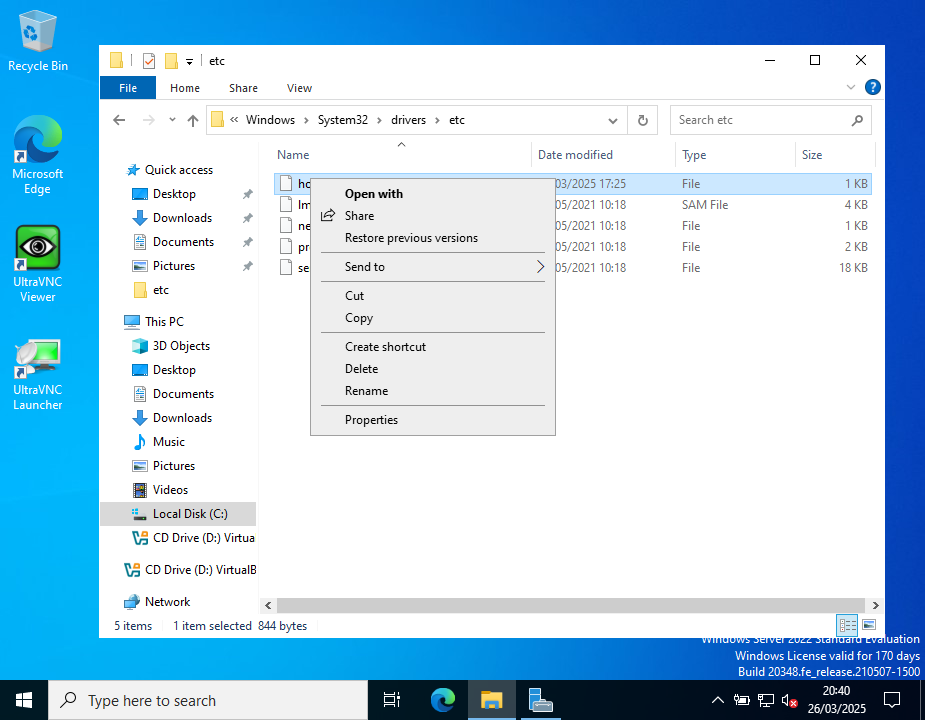 Recycle Bin
Microsoft
Edge
UltraVNC
Viewer
UltraVNC
Launcher
etc
File
Home
Share
View
Windows
System32
drivers
etc
Search etc
Name
Date modified
Type
Size
Quick access
Desktop
Downloads
Documents
Pictures
etc
This PC
3D Objects
Desktop
Documents
Downloads
Music
Pictures
Videos
Local Disk (C:)
CD Drive (D:) Virtua
CD Drive (D:) VirtualB
Network
03/2025 17:25
File
1 KB
05/2021 10:18
SAM File
4 KB
05/2021 10:18
File
1 KB
05/2021 10:18
File
2 KB
05/2021 10:18
File
18 KB
Open with
Share
Restore previous versions
Send to
Cut
Copy
Create shortcut
Delete
Rename
Properties
5 items
1 item selected 844 bytes
Windows Server 2022 Standard Evaluation
Windows License valid for 170 days
Build 20348.fe_release.210507-1500
Type here to search
20:40
26/03/2025